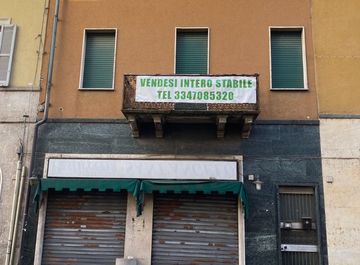 VENDESI INTERO STABILE
TEL 3347085320